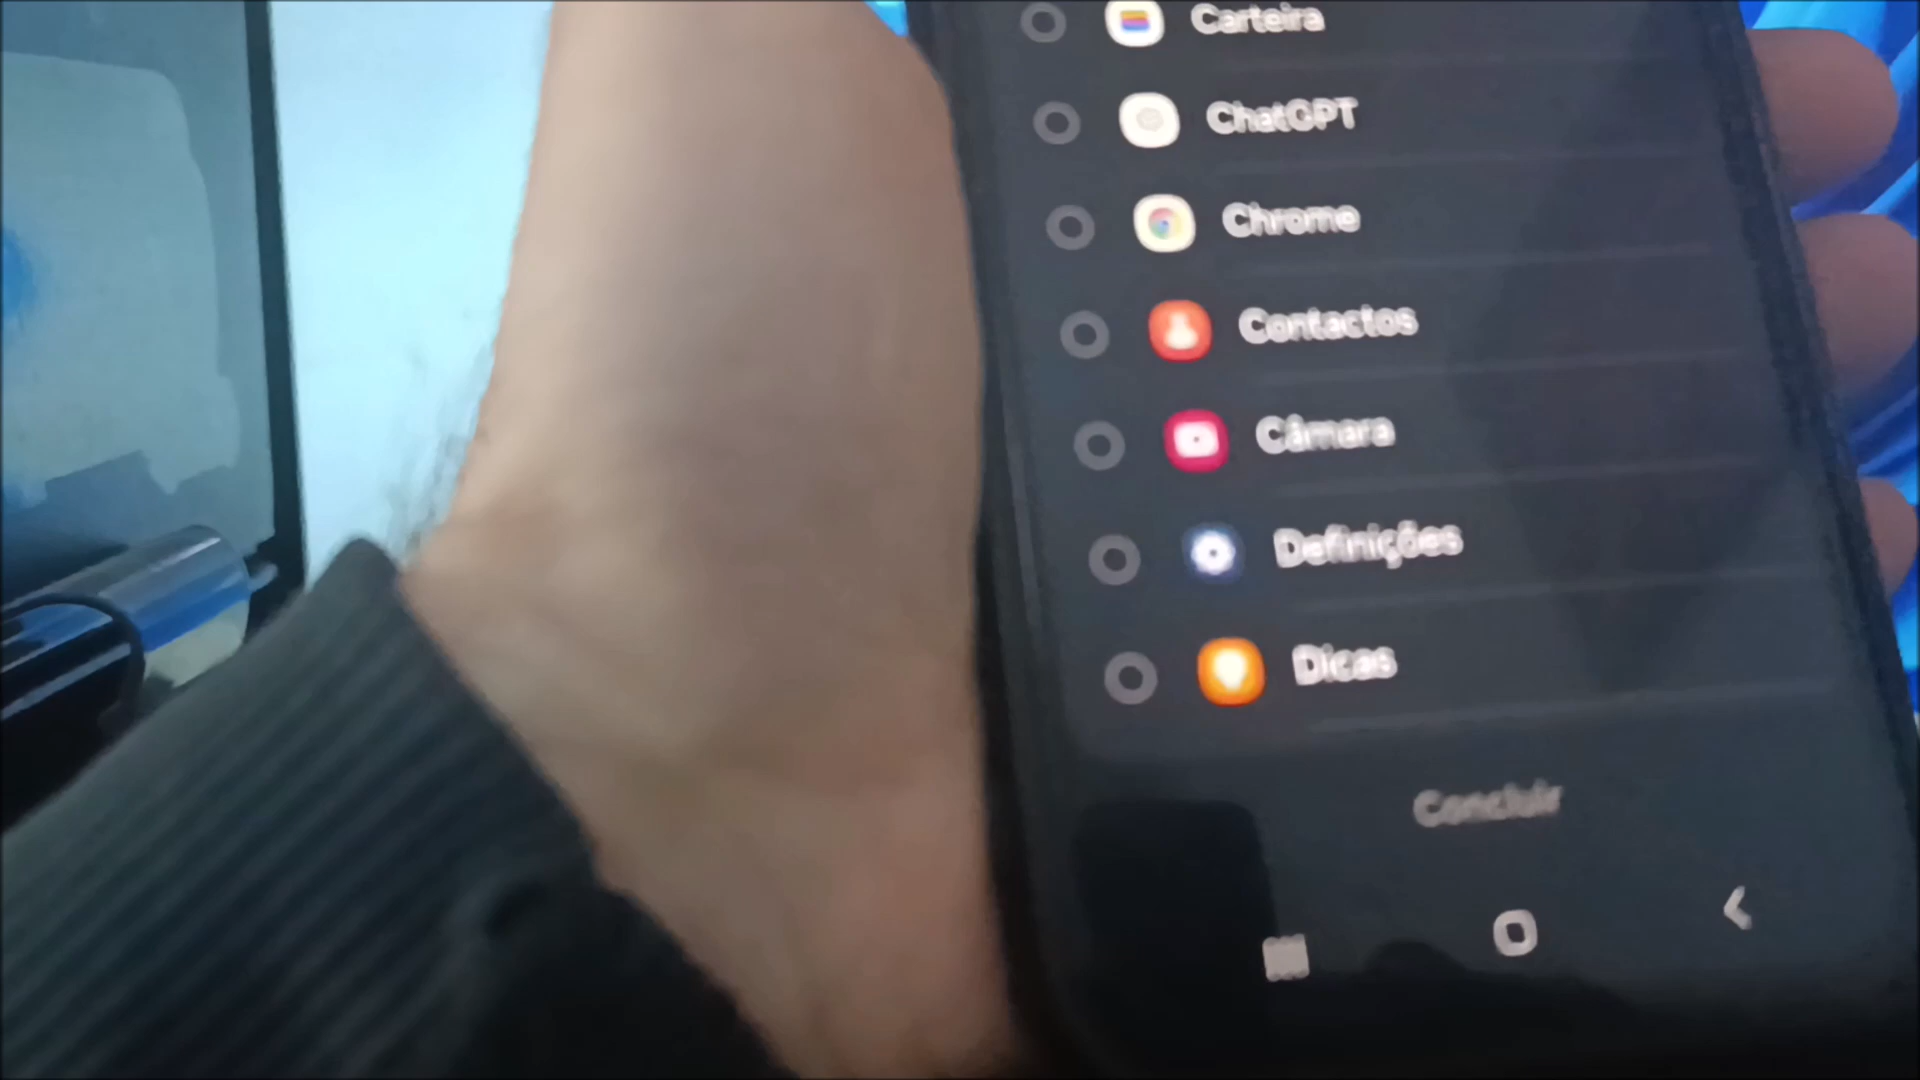 Carteira
ChatGPT
Chrome
Contactos
Câmara
Definições
Dicas
Concluir